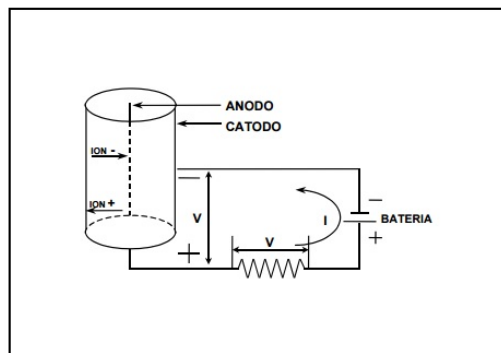 ANODO
CATODO
ION -
ION +
V
V
I
BATERIA
−
+
−
+